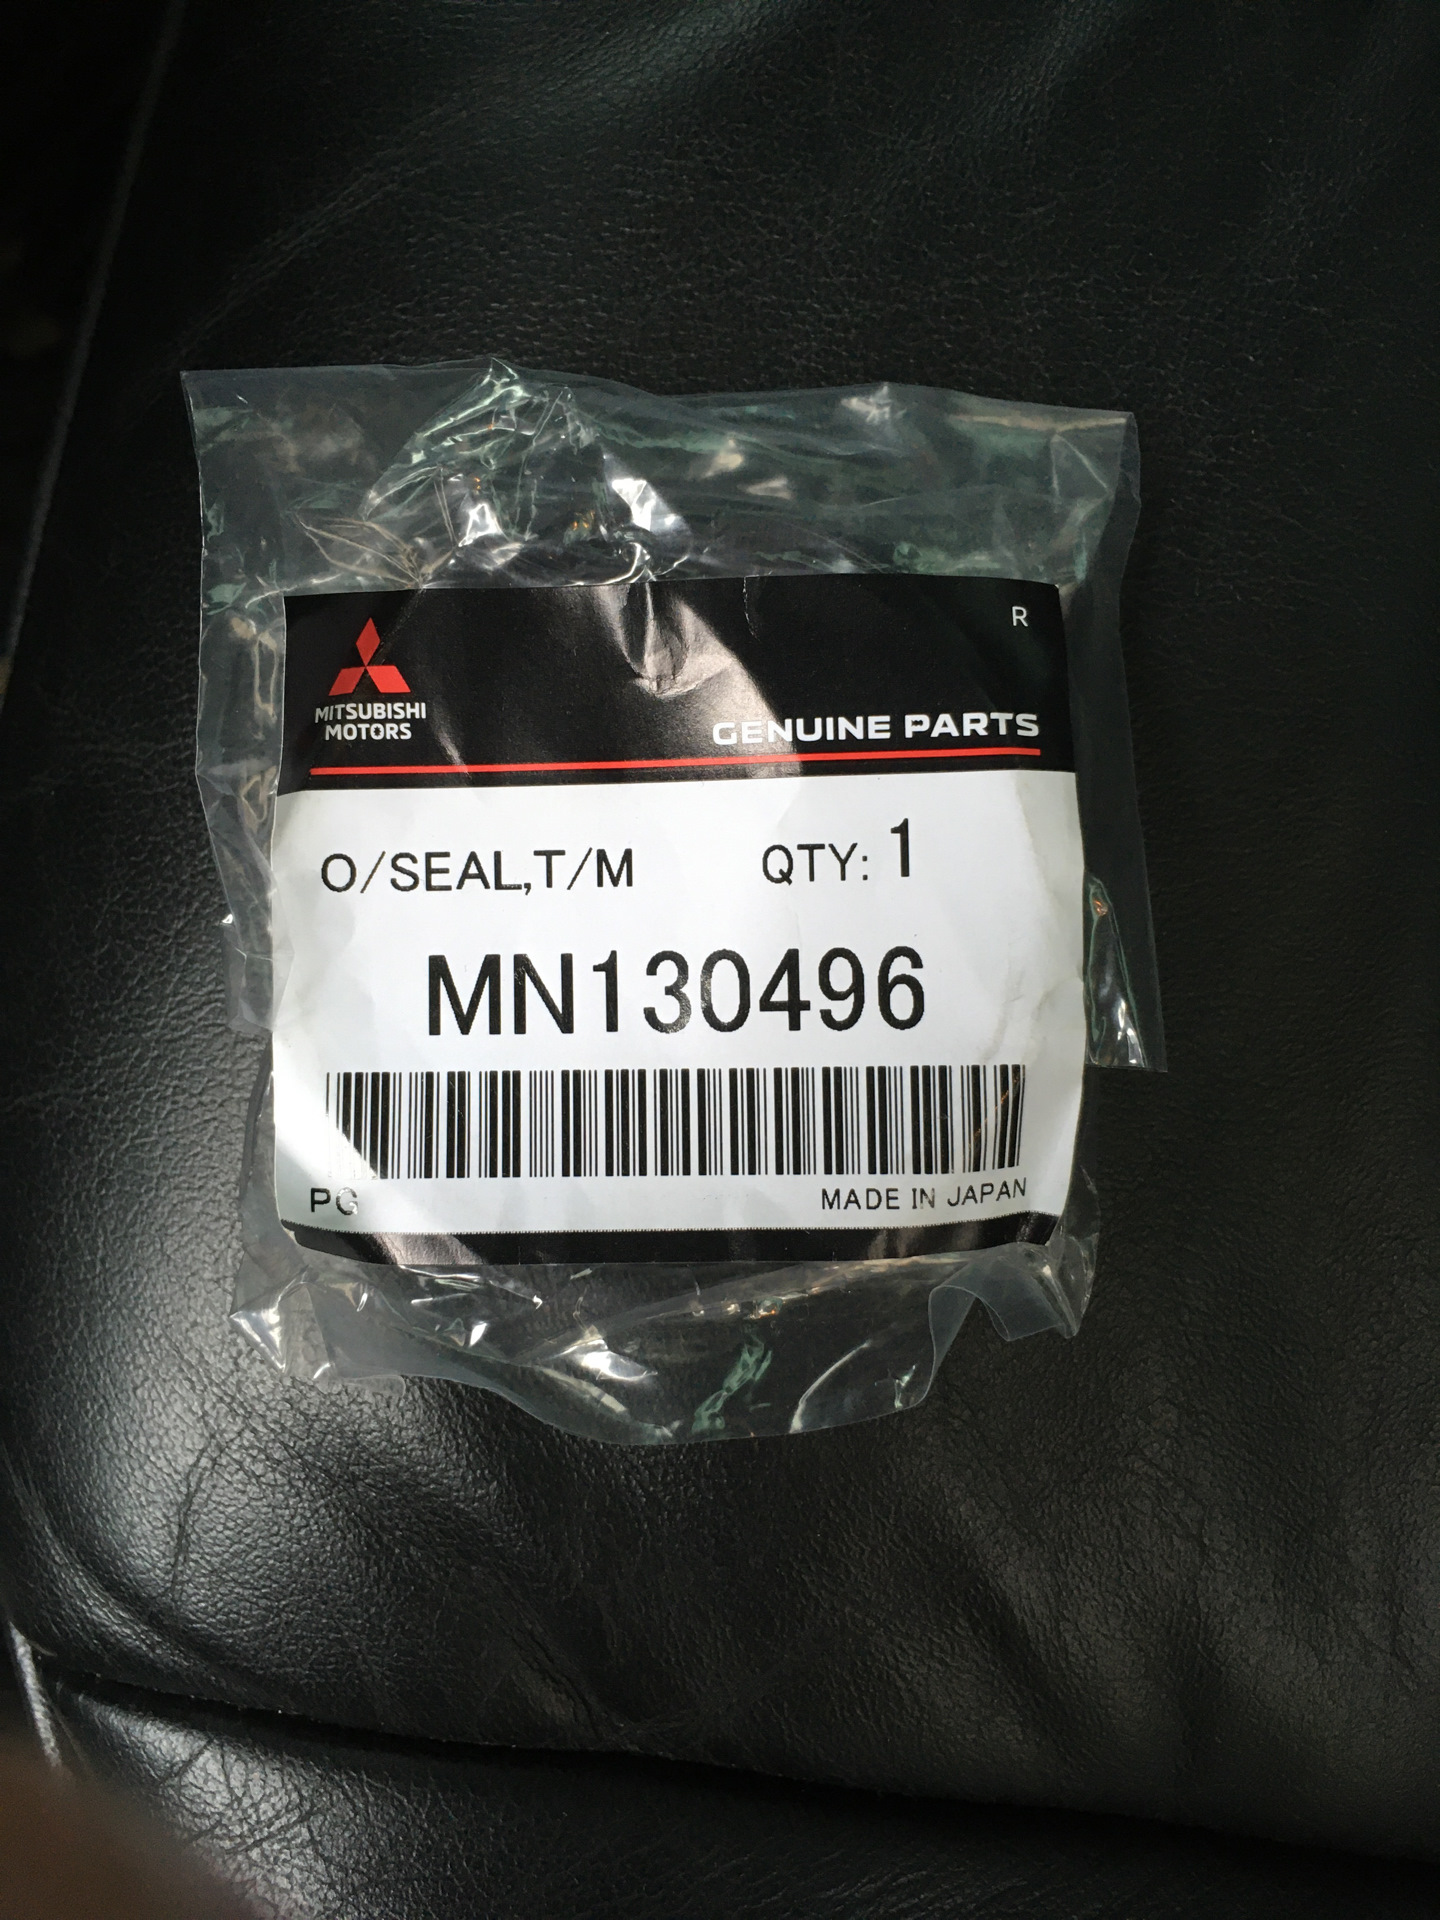 R
MITSUBISHI
MOTORS
GENUINE PARTS
O/SEAL,T/M QTY: 1
MN130496
PG MADE IN JAPAN